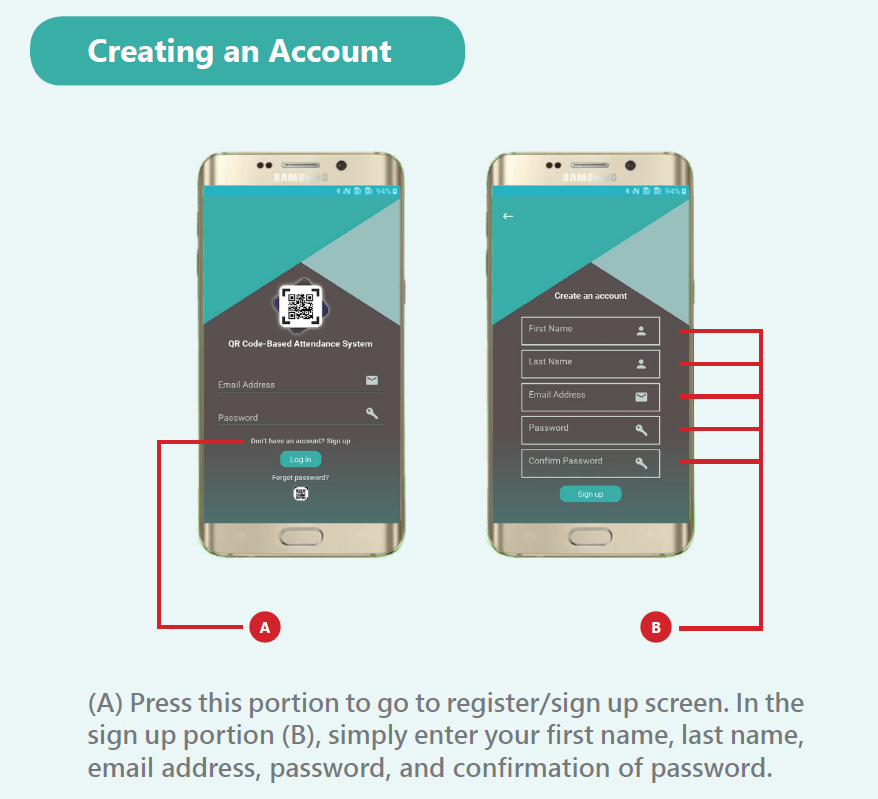 Creating an Account
SAMSUNG
94%
QR Code-Based Attendance System
Email Address
Password
Don't have an account? Sign up
Log in
Forgot password?
SAMSUNG
94%
Create an account
First Name
Last Name
Email Address
Password
Confirm Password
Sign up
A
B
(A) Press this portion to go to register/sign up screen. In the
sign up portion (B), simply enter your first name, last name,
email address, password, and confirmation of password.